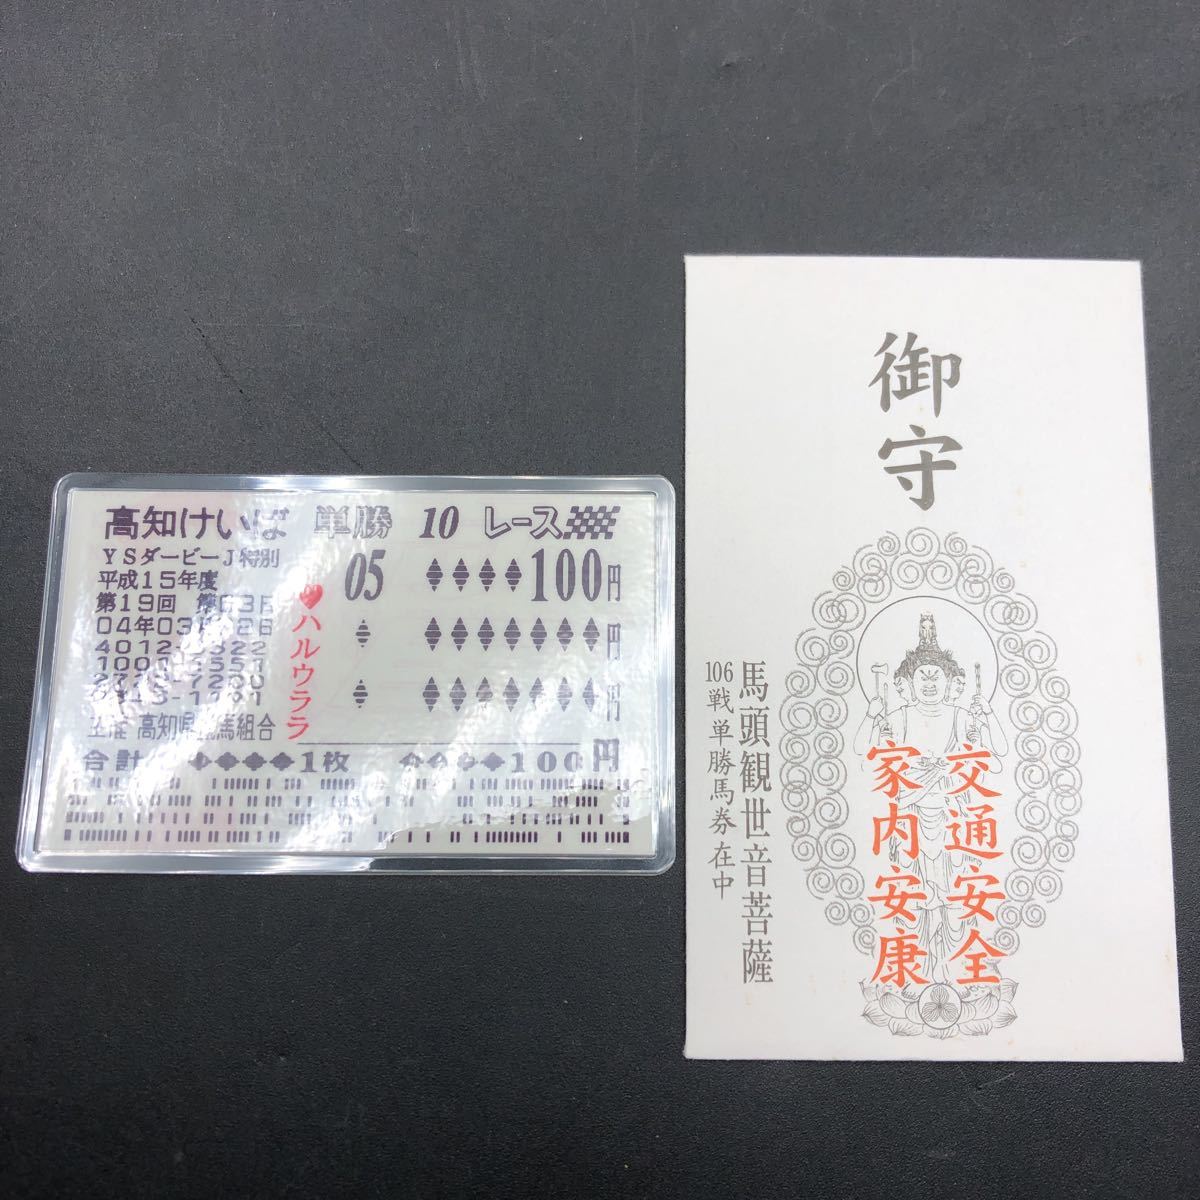 高知けいば 単勝 10 レース
YSダービーJ特別
平成15年度
第19回
05 100円
円
円
♥ハルウララ
高知県競馬組合
合計 1枚 100円
御守
交通安全
家内安康
馬頭観世音菩薩
106戦単勝馬券在中